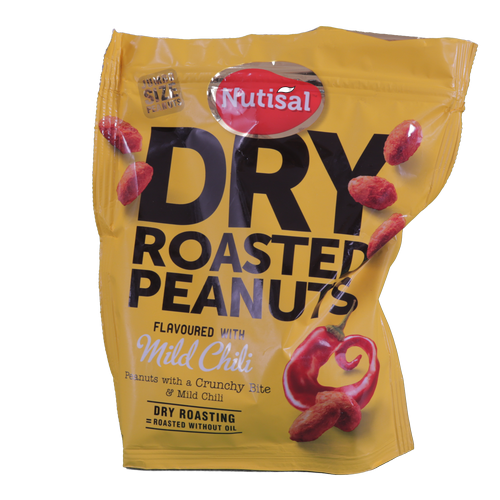 SIZE
Nutisal
DRY
ROASTED
PEANUTS
FLAVOURED WITH
Mild Chili
Peanuts with a Crunchy Bite
& Mild Chili
DRY ROASTING
= ROASTED WITHOUT OIL